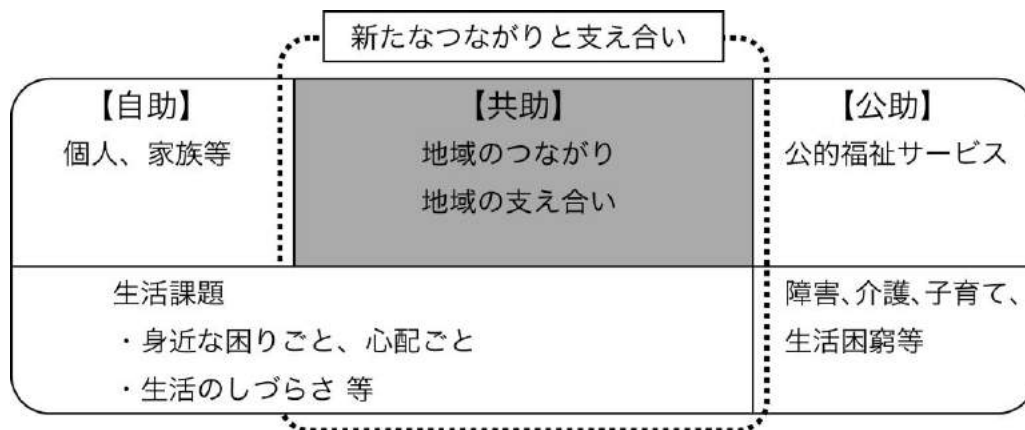 新たなつながりと支え合い
【自助】
個人、家族等
【共助】
地域のつながり
地域の支え合い
【公助】
公的福祉サービス
生活課題
・身近な困りごと、心配ごと
・生活のしづらさ 等
障害、介護、子育て、
生活困窮等